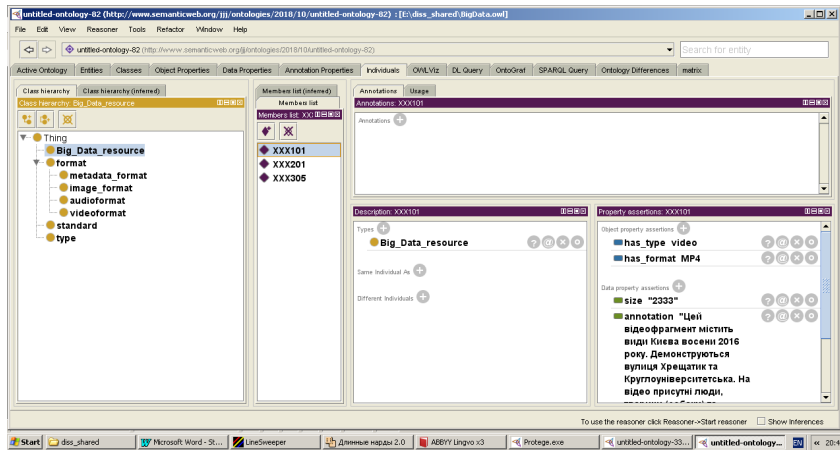 untitled-ontology-82 (http://www.semanticweb.org/jjj/ontologies/2018/10/untitled-ontology-82) : [E:\diss_shared\BigData.owl]
File Edit View Reasoner Tools Refactor Window Help
untitled-ontology-82 (http://www.semanticweb.org/jjj/ontologies/2018/10/untitled-ontology-82)
Search for entity
Active Ontology Entities Classes Object Properties Data Properties Annotation Properties Individuals OWLViz DL Query OntoGraf SPARQL Query Ontology Differences matrix
Class hierarchy Class hierarchy (inferred)
Class hierarchy: Big_Data_resource
Thing
Big_Data_resource
format
metadata_format
image_format
audioformat
videoformat
standard
type
Members list (inferred)
Members list
Members list: XX
XXX101
XXX201
XXX305
Annotations Usage
Annotations: XXX101
Annotations
Description: XXX101
Types
Big_Data_resource
Same Individual As
Different Individuals
Property assertions: XXX101
Object property assertions
has_type video
has_format MP4
Data property assertions
size "2333"
annotation "Цей
відеофрагмент містить
види Києва восени 2016
року. Демонструються
вулиця Хрещатик та
Круглоуніверситетська. На
відео присутні люди,
To use the reasoner click Reasoner->Start reasoner Show Inferences
Start diss_shared Microsoft Word - St... LineSweeper Длинные нарды 2.0 ABBYY Lingvo x3 Protege.exe untitled-ontology-33... untitled-ontology... EN 20:4